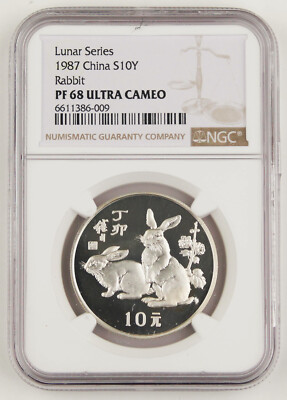 Lunar Series
1987 China S10Y
Rabbit
PF 68 ULTRA CAMEO
6611386-009
NUMISMATIC GUARANTY COMPANY
NGC
丁卯
10元